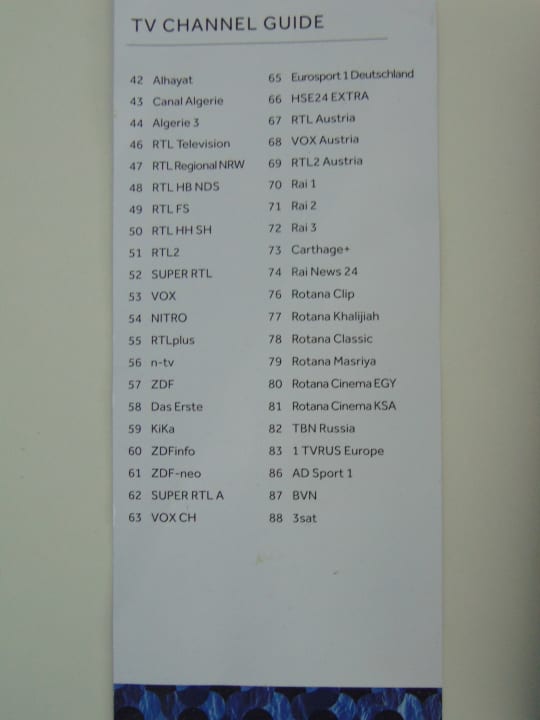 TV CHANNEL GUIDE
42 Alhayat
43 Canal Algerie
44 Algerie 3
46 RTL Television
47 RTL Regional NRW
48 RTL HB NDS
49 RTL FS
50 RTL HH SH
51 RTL2
52 SUPER RTL
53 VOX
54 NITRO
55 RTLplus
56 n-tv
57 ZDF
58 Das Erste
59 KiKa
60 ZDFinfo
61 ZDF-neo
62 SUPER RTL A
63 VOX CH
65 Eurosport 1 Deutschland
66 HSE24 EXTRA
67 RTL Austria
68 VOX Austria
69 RTL2 Austria
70 Rai 1
71 Rai 2
72 Rai 3
73 Carthage+
74 Rai News 24
76 Rotana Clip
77 Rotana Khalijiah
78 Rotana Classic
79 Rotana Masriya
80 Rotana Cinema EGY
81 Rotana Cinema KSA
82 TBN Russia
83 1 TVRUS Europe
86 AD Sport 1
87 BVN
88 3sat